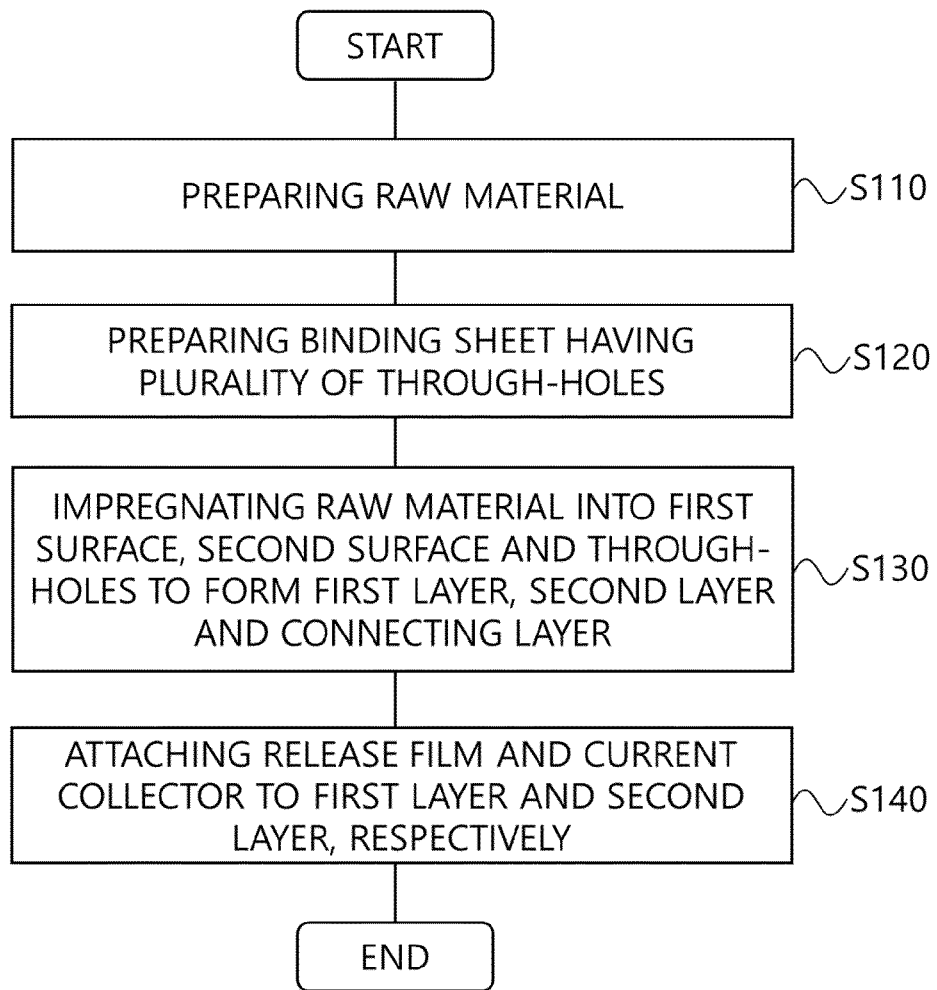 START
PREPARING RAW MATERIAL
S110
PREPARING BINDING SHEET HAVING
PLURALITY OF THROUGH-HOLES
S120
IMPREGNATING RAW MATERIAL INTO FIRST
SURFACE, SECOND SURFACE AND THROUGH-
HOLES TO FORM FIRST LAYER, SECOND LAYER
AND CONNECTING LAYER
S130
ATTACHING RELEASE FILM AND CURRENT
COLLECTOR TO FIRST LAYER AND SECOND
LAYER, RESPECTIVELY
S140
END